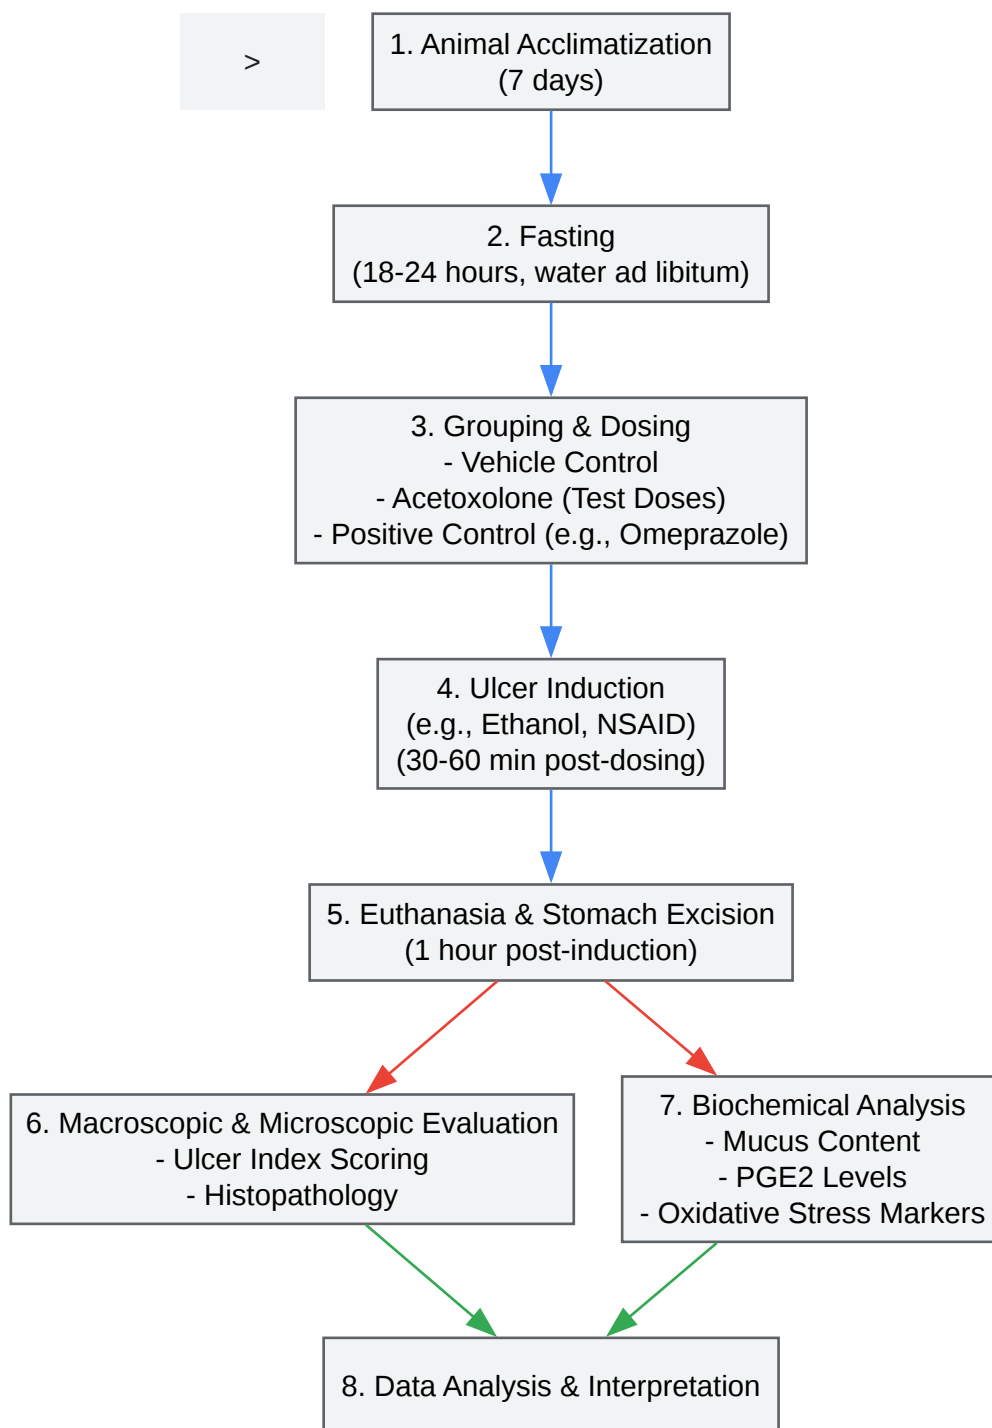 >
1. Animal Acclimatization
(7 days)
2. Fasting
(18-24 hours, water ad libitum)
3. Grouping & Dosing
- Vehicle Control
- Acetoxolone (Test Doses)
- Positive Control (e.g., Omeprazole)
4. Ulcer Induction
(e.g., Ethanol, NSAID)
(30-60 min post-dosing)
5. Euthanasia & Stomach Excision
(1 hour post-induction)
6. Macroscopic & Microscopic Evaluation
- Ulcer Index Scoring
- Histopathology
7. Biochemical Analysis
- Mucus Content
- PGE2 Levels
- Oxidative Stress Markers
8. Data Analysis & Interpretation